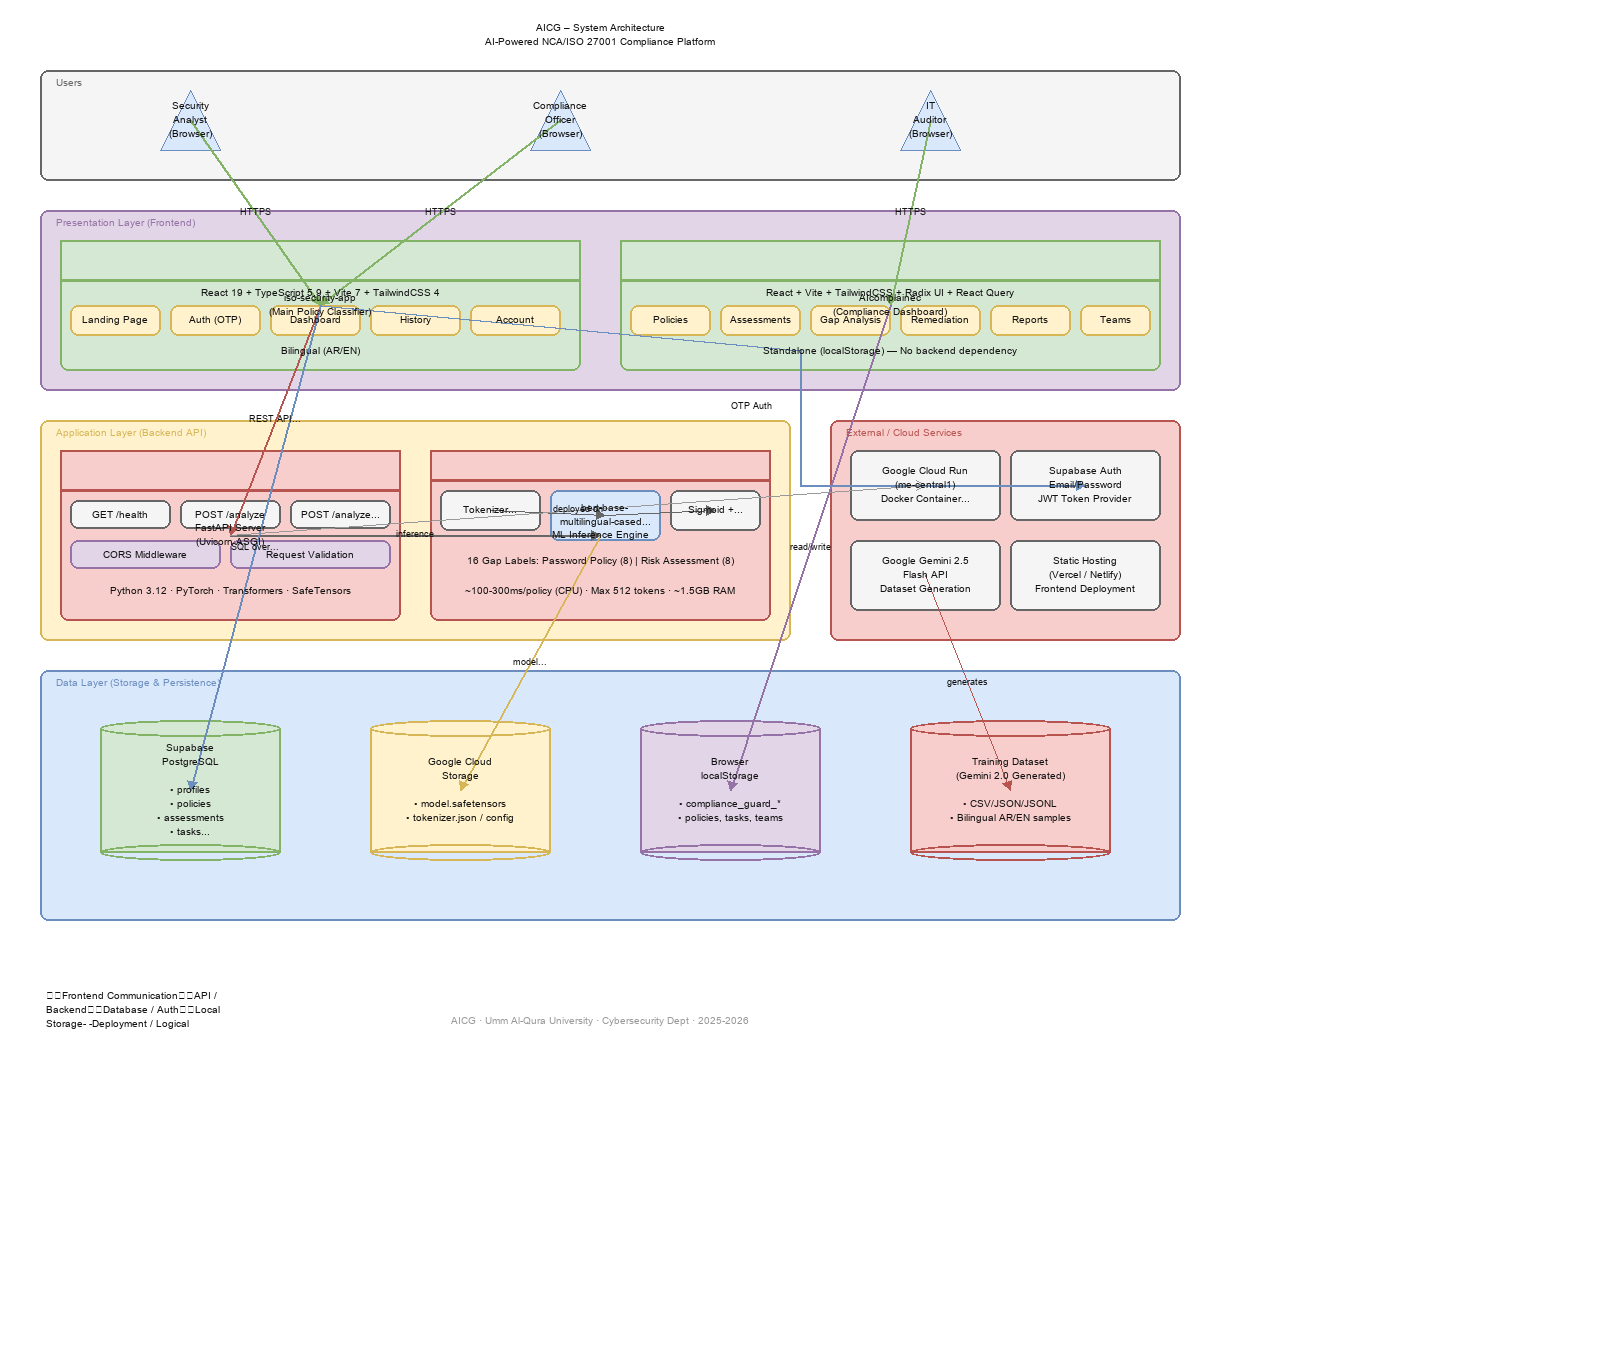 AICG – System Architecture
AI-Powered NCA/ISO 27001 Compliance Platform
Users
Security
Analyst
(Browser)
Compliance
Officer
(Browser)
IT
Auditor
(Browser)
HTTPS
HTTPS
HTTPS
Presentation Layer (Frontend)
React 19 + TypeScript 5.9 + Vite 7 + TailwindCSS 4
iso-security-app
(Main Policy Classifier)
Landing Page
Auth (OTP)
Dashboard
History
Account
Bilingual (AR/EN)
React + Vite + TailwindCSS + Radix UI + React Query
AIcomplainec
(Compliance Dashboard)
Policies
Assessments
Gap Analysis
Remediation
Reports
Teams
Standalone (localStorage) — No backend dependency
OTP Auth
REST API...
Application Layer (Backend API)
GET /health
POST /analyze
POST /analyze...
FastAPI Server
(Uvicorn ASGI)
SQL over...
CORS Middleware
Request Validation
Python 3.12 · PyTorch · Transformers · SafeTensors
inference
Tokenizer...
bert-base-
multilingual-cased...
ML Inference Engine
Sigmoid +...
16 Gap Labels: Password Policy (8) | Risk Assessment (8)
~100-300ms/policy (CPU) · Max 512 tokens · ~1.5GB RAM
read/write
External / Cloud Services
Google Cloud Run
(me-central1)
Docker Container...
Supabase Auth
Email/Password
JWT Token Provider
Google Gemini 2.5
Flash API
Dataset Generation
Static Hosting
(Vercel / Netlify)
Frontend Deployment
model...
generates
Data Layer (Storage & Persistence)
Supabase
PostgreSQL
• profiles
• policies
• assessments
• tasks...
Google Cloud
Storage
• model.safetensors
• tokenizer.json / config
Browser
localStorage
• compliance_guard_*
• policies, tasks, teams
Training Dataset
(Gemini 2.0 Generated)
• CSV/JSON/JSONL
• Bilingual AR/EN samples
□□Frontend Communication□□API /
Backend□□Database / Auth□□Local
Storage- -Deployment / Logical
AICG · Umm Al-Qura University · Cybersecurity Dept · 2025-2026